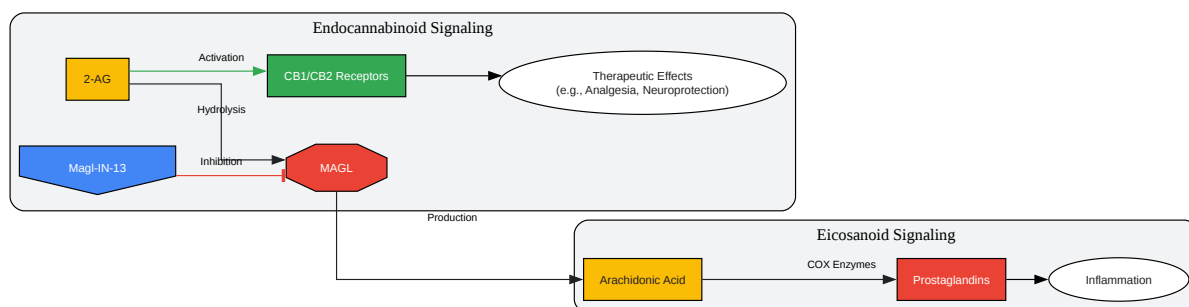 Endocannabinoid Signaling
Activation
2-AG
CB1/CB2 Receptors
Therapeutic Effects
(e.g., Analgesia, Neuroprotection)
Hydrolysis
Magl-IN-13
Inhibition
MAGL
Production
Eicosanoid Signaling
Arachidonic Acid
COX Enzymes
Prostaglandins
Inflammation